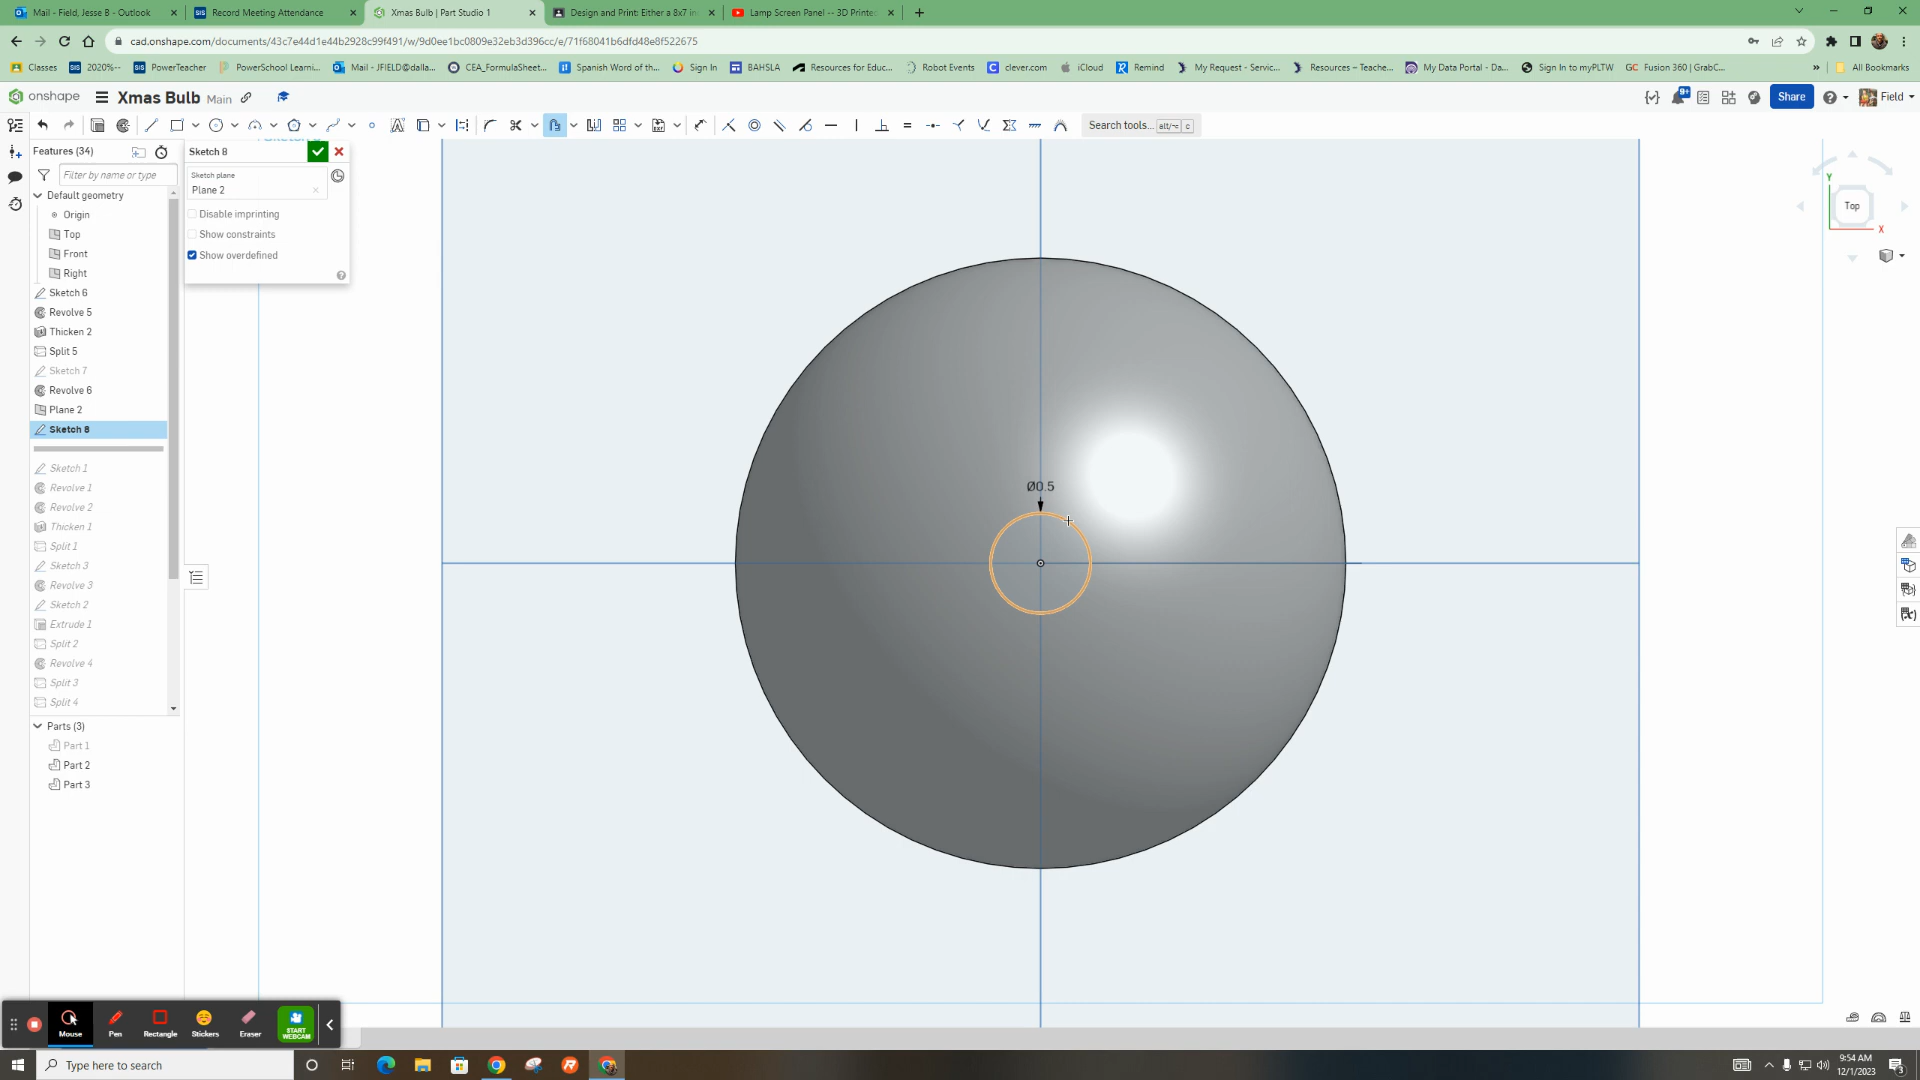 Mail - Field, Jesse B - Outlook
Record Meeting Attendance
Xmas Bulb | Part Studio 1
Design and Print: Either a 8x7 in
Lamp Screen Panel -- 3D Printe
cad.onshape.com/documents/43c7e44d1e44b2928c99f491/w/9d0ee1bc0809e32eb3d396cc/e/71f68041b6dfd48e8f522675
Classes
2020%--
PowerTeacher
PowerSchool Learni...
Mail - JFIELD@dalla...
CEA_FormulaSheet...
Spanish Word of th...
Sign In
BAHSLA
Resources for Educ...
Robot Events
clever.com
iCloud
Remind
My Request - Servic...
Resources – Teache...
My Data Portal - Da...
Sign In to myPLTW
GC Fusion 360 | GrabC...
»
All Bookmarks
onshape
Xmas Bulb Main
9+
Share
Field
Search tools... alt/⌥ c
Features (34)
Filter by name or type
Default geometry
Origin
Top
Front
Right
Sketch 6
Revolve 5
Thicken 2
Split 5
Sketch 7
Revolve 6
Plane 2
Sketch 8
Sketch 1
Revolve 1
Revolve 2
Thicken 1
Split 1
Sketch 3
Revolve 3
Sketch 2
Extrude 1
Split 2
Revolve 4
Split 3
Split 4
Parts (3)
Part 1
Part 2
Part 3
Sketch 8
Sketch plane
Plane 2
Disable imprinting
Show constraints
Show overdefined
Ø0.5
Y
Top
X
Mouse
Pen
Rectangle
Stickers
Eraser
START WEBCAM
Type here to search
9:54 AM
12/1/2023
3